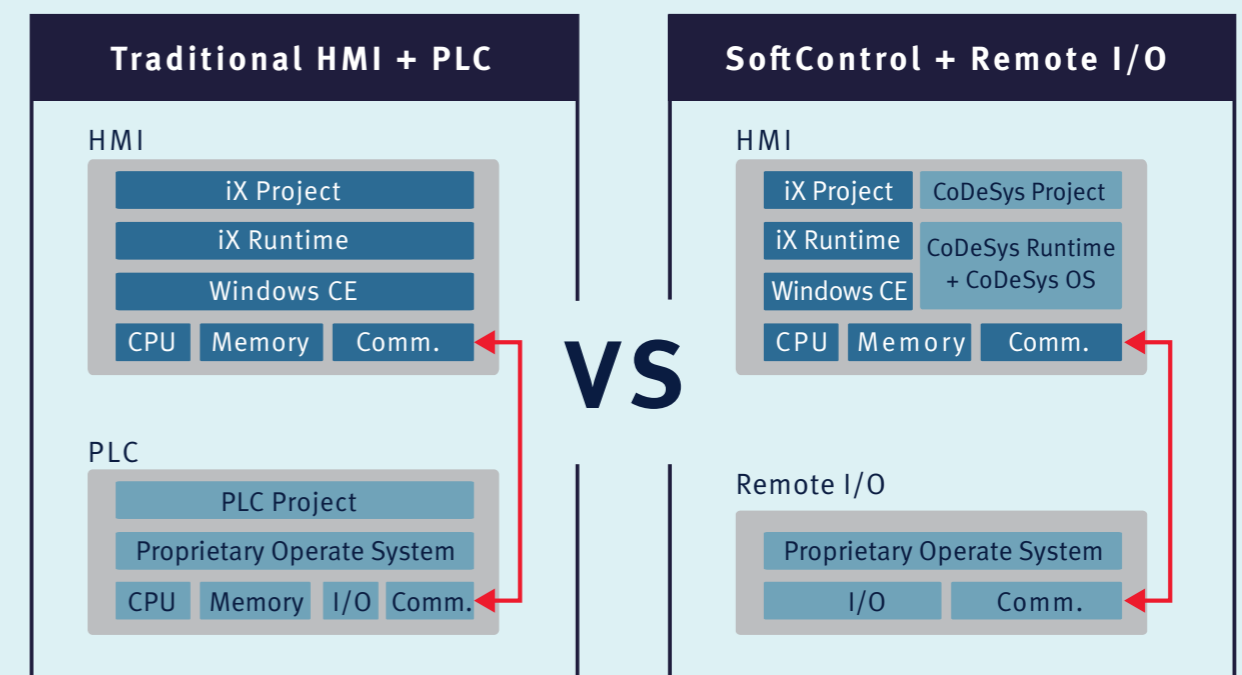 Traditional HMI + PLC
HMI
iX Project
iX Runtime
Windows CE
CPU Memory Comm.
PLC
PLC Project
Proprietary Operate System
CPU Memory I/O Comm.
VS
SoftControl + Remote I/O
HMI
iX Project CoDeSys Project
iX Runtime
CoDeSys Runtime
+ CoDeSys OS
Windows CE
CPU Memory Comm.
Remote I/O
Proprietary Operate System
I/O Comm.